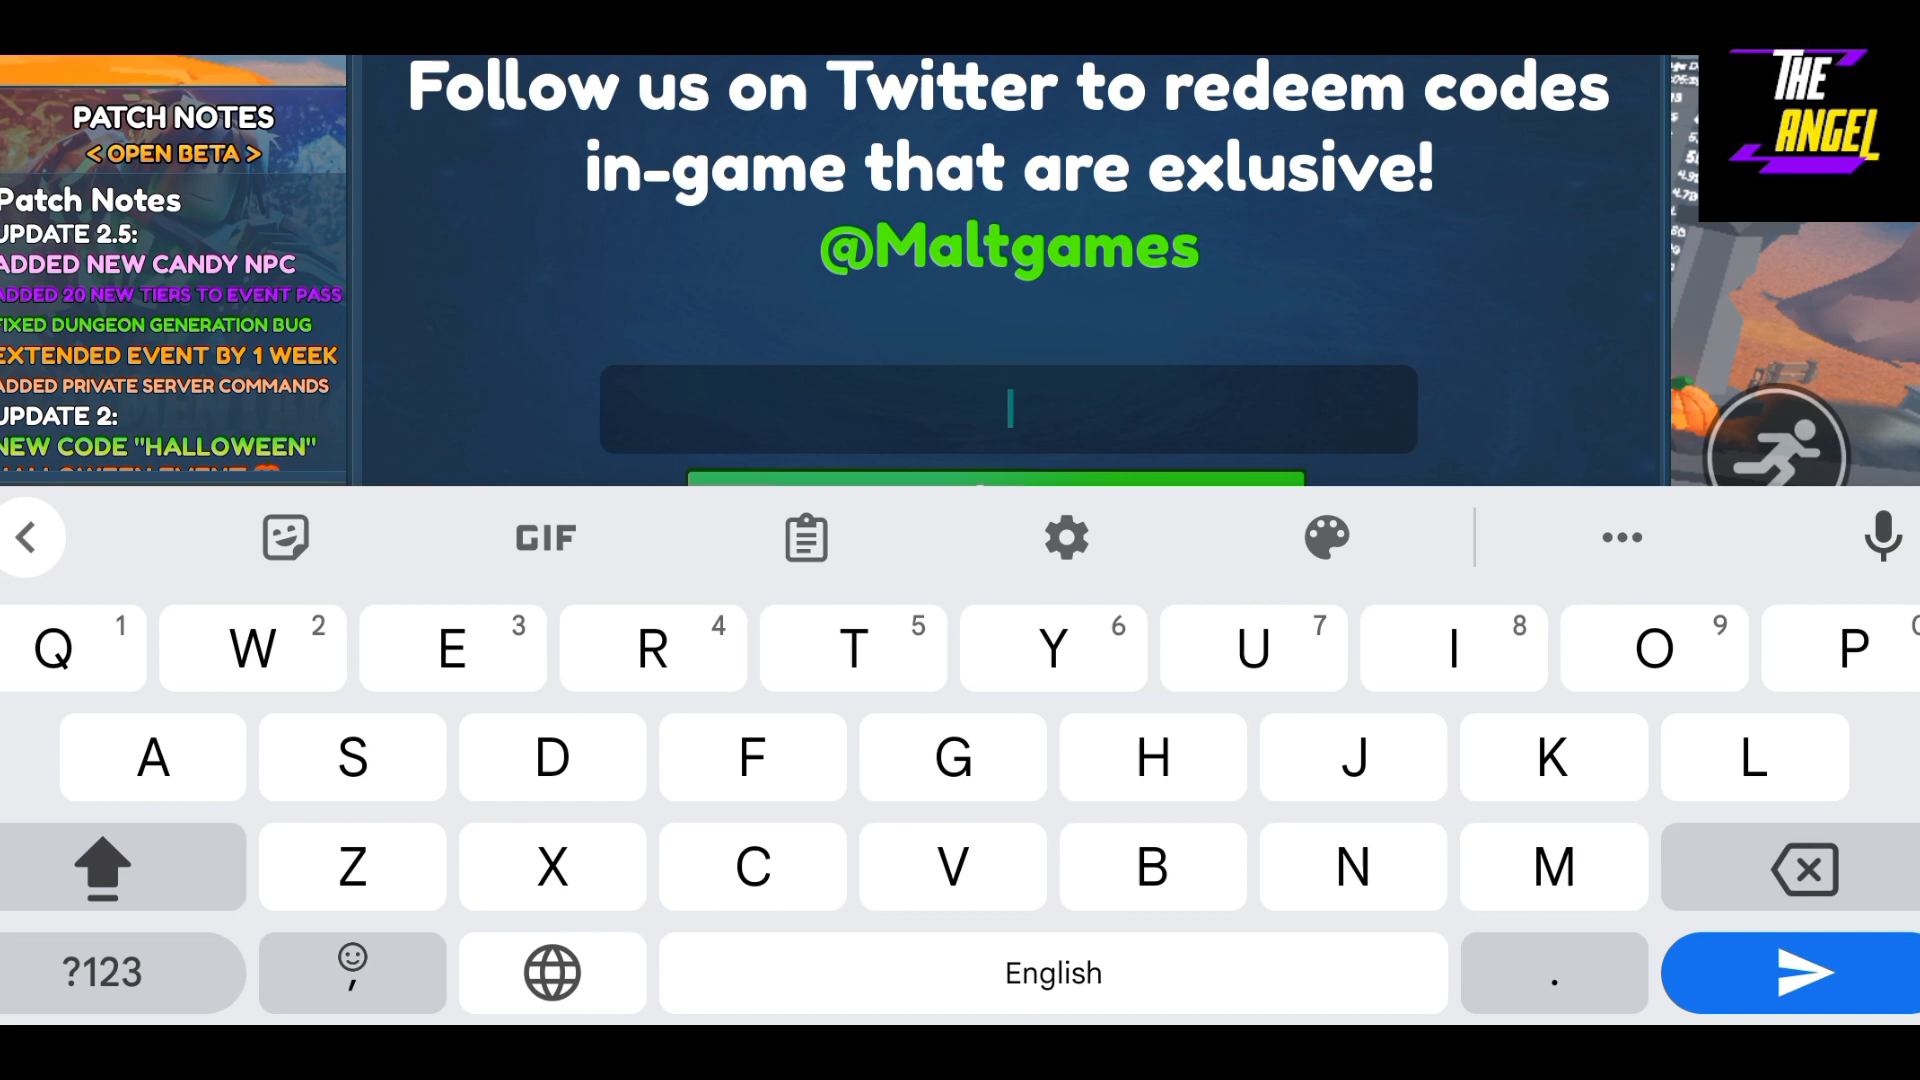 Follow us on Twitter to redeem codes
in-game that are exlusive!
@Maltgames
THE
ANGEL
PATCH NOTES
< OPEN BETA >
Patch Notes
UPDATE 2.5:
ADDED NEW CANDY NPC
ADDED 20 NEW TIERS TO EVENT PASS
FIXED DUNGEON GENERATION BUG
EXTENDED EVENT BY 1 WEEK
ADDED PRIVATE SERVER COMMANDS
UPDATE 2:
NEW CODE "HALLOWEEN"
GIF
Q 1 W 2 E 3 R 4 T 5 Y 6 U 7 I 8 O 9 P 0
A S D F G H J K L
Z X C V B N M
?123 , English .